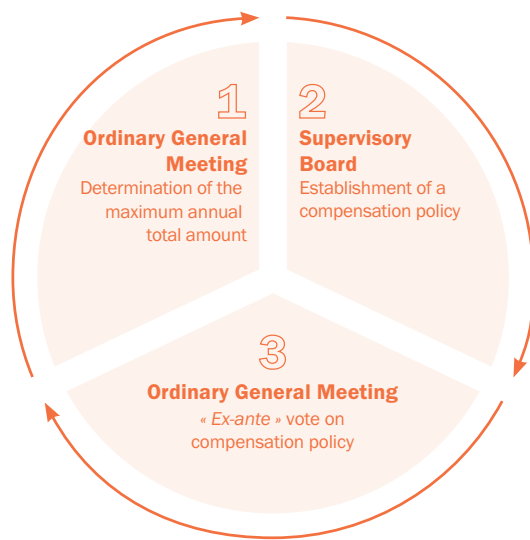 1
Ordinary General
Meeting
Determination of the
maximum annual
total amount
2
Supervisory
Board
Establishment of a
compensation policy
3
Ordinary General Meeting
« Ex-ante » vote on
compensation policy